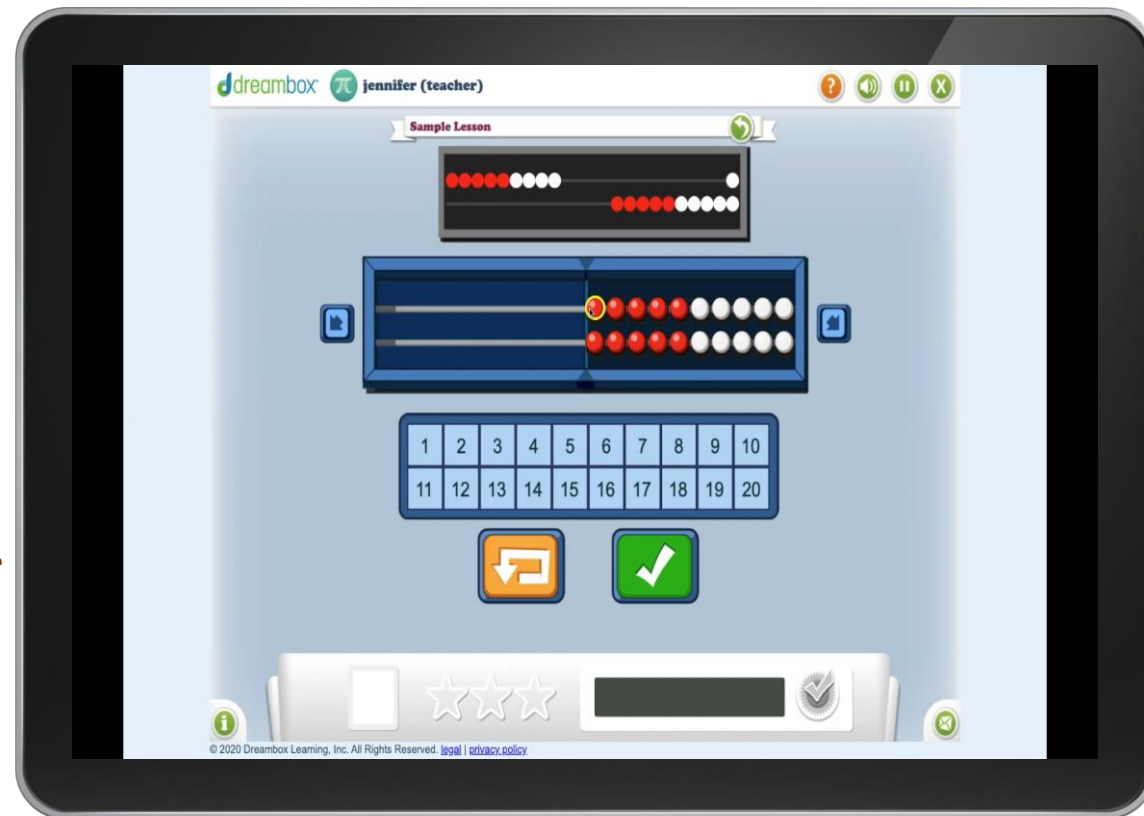 dreambox π jennifer (teacher) ? X
Sample Lesson
1 2 3 4 5 6 7 8 9 10
11 12 13 14 15 16 17 18 19 20
i
© 2020 Dreambox Learning, Inc. All Rights Reserved. legal | privacy policy